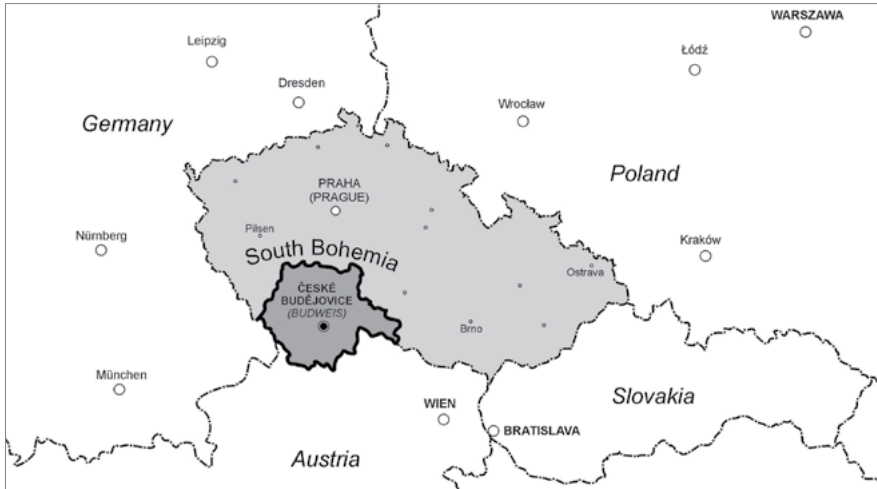 WARSZAWA
Leipzig
Łódź
Dresden
Wrocław
Germany
Poland
PRAHA
(PRAGUE)
Pilsen
Nürnberg
Kraków
South Bohemia
Ostrava
ČESKÉ
BUDĚJOVICE
(BUDWEIS)
Brno
München
Slovakia
WIEN
BRATISLAVA
Austria